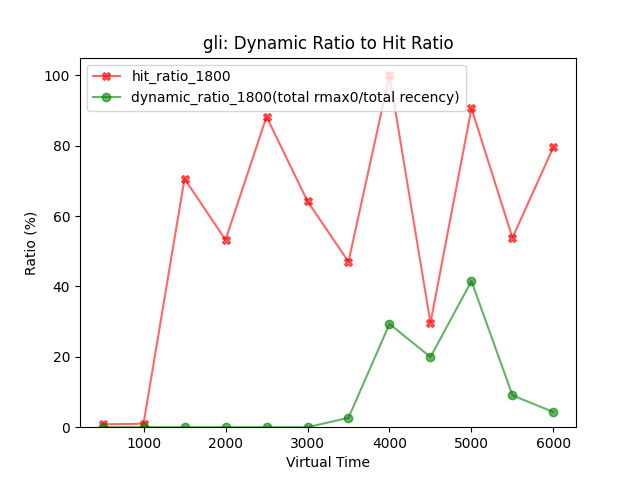 gli: Dynamic Ratio to Hit Ratio
hit_ratio_1800
dynamic_ratio_1800(total rmax0/total recency)
Ratio (%)
100
80
60
40
20
0
1000
2000
3000
4000
5000
6000
Virtual Time